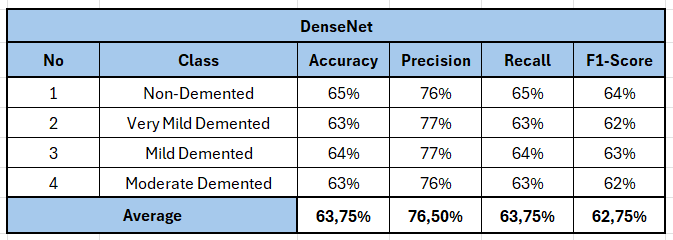 DenseNet
No Class Accuracy Precision Recall F1-Score
1 Non-Demented 65% 76% 65% 64%
2 Very Mild Demented 63% 77% 63% 62%
3 Mild Demented 64% 77% 64% 63%
4 Moderate Demented 63% 76% 63% 62%
Average 63,75% 76,50% 63,75% 62,75%